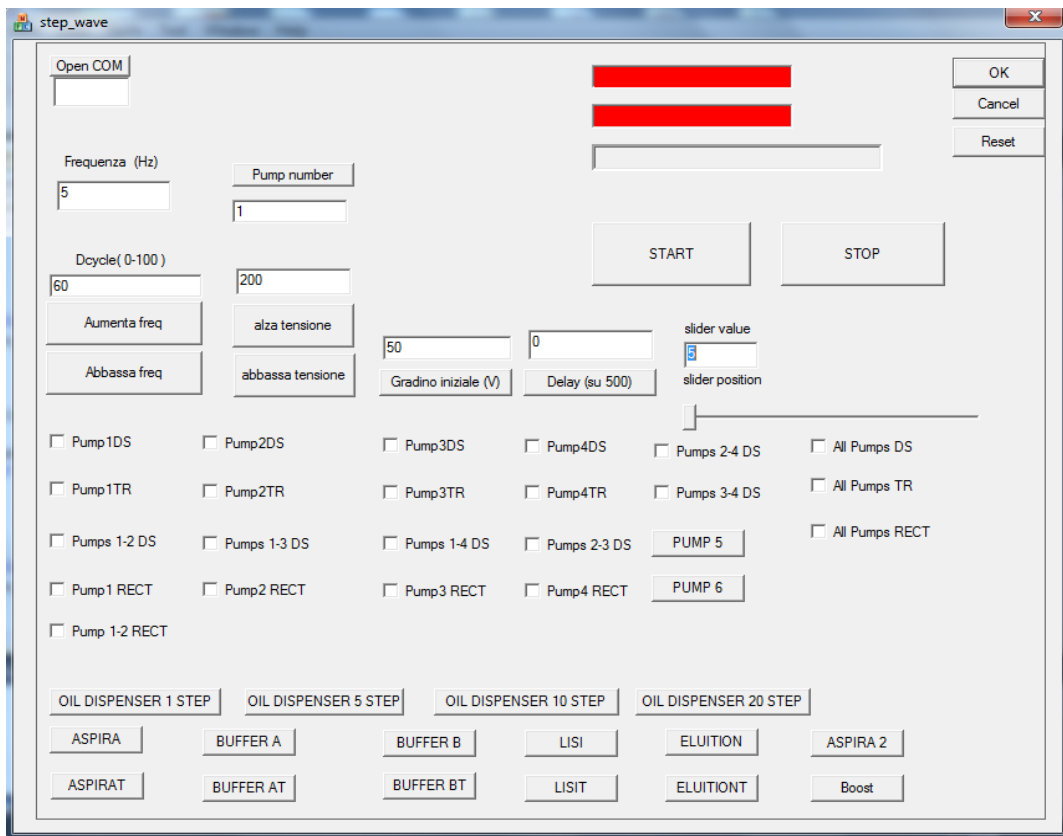 step_wave
Open COM
OK
Cancel
Reset
Frequenza (Hz)
5
Pump number
1
START
STOP
Dcycle( 0-100 )
60
200
Aumenta freq
alza tensione
Abbassa freq
abbassa tensione
50
Gradino iniziale (V)
0
Delay (su 500)
slider value
5
slider position
Pump1DS
Pump2DS
Pump3DS
Pump4DS
Pumps 2-4 DS
All Pumps DS
Pump1TR
Pump2TR
Pump3TR
Pump4TR
Pumps 3-4 DS
All Pumps TR
Pumps 1-2 DS
Pumps 1-3 DS
Pumps 1-4 DS
Pumps 2-3 DS
PUMP 5
All Pumps RECT
Pump1 RECT
Pump2 RECT
Pump3 RECT
Pump4 RECT
PUMP 6
Pump 1-2 RECT
OIL DISPENSER 1 STEP
OIL DISPENSER 5 STEP
OIL DISPENSER 10 STEP
OIL DISPENSER 20 STEP
ASPIRA
BUFFER A
BUFFER B
LISI
ELUITION
ASPIRA 2
ASPIRAT
BUFFER AT
BUFFER BT
LISIT
ELUITIONT
Boost